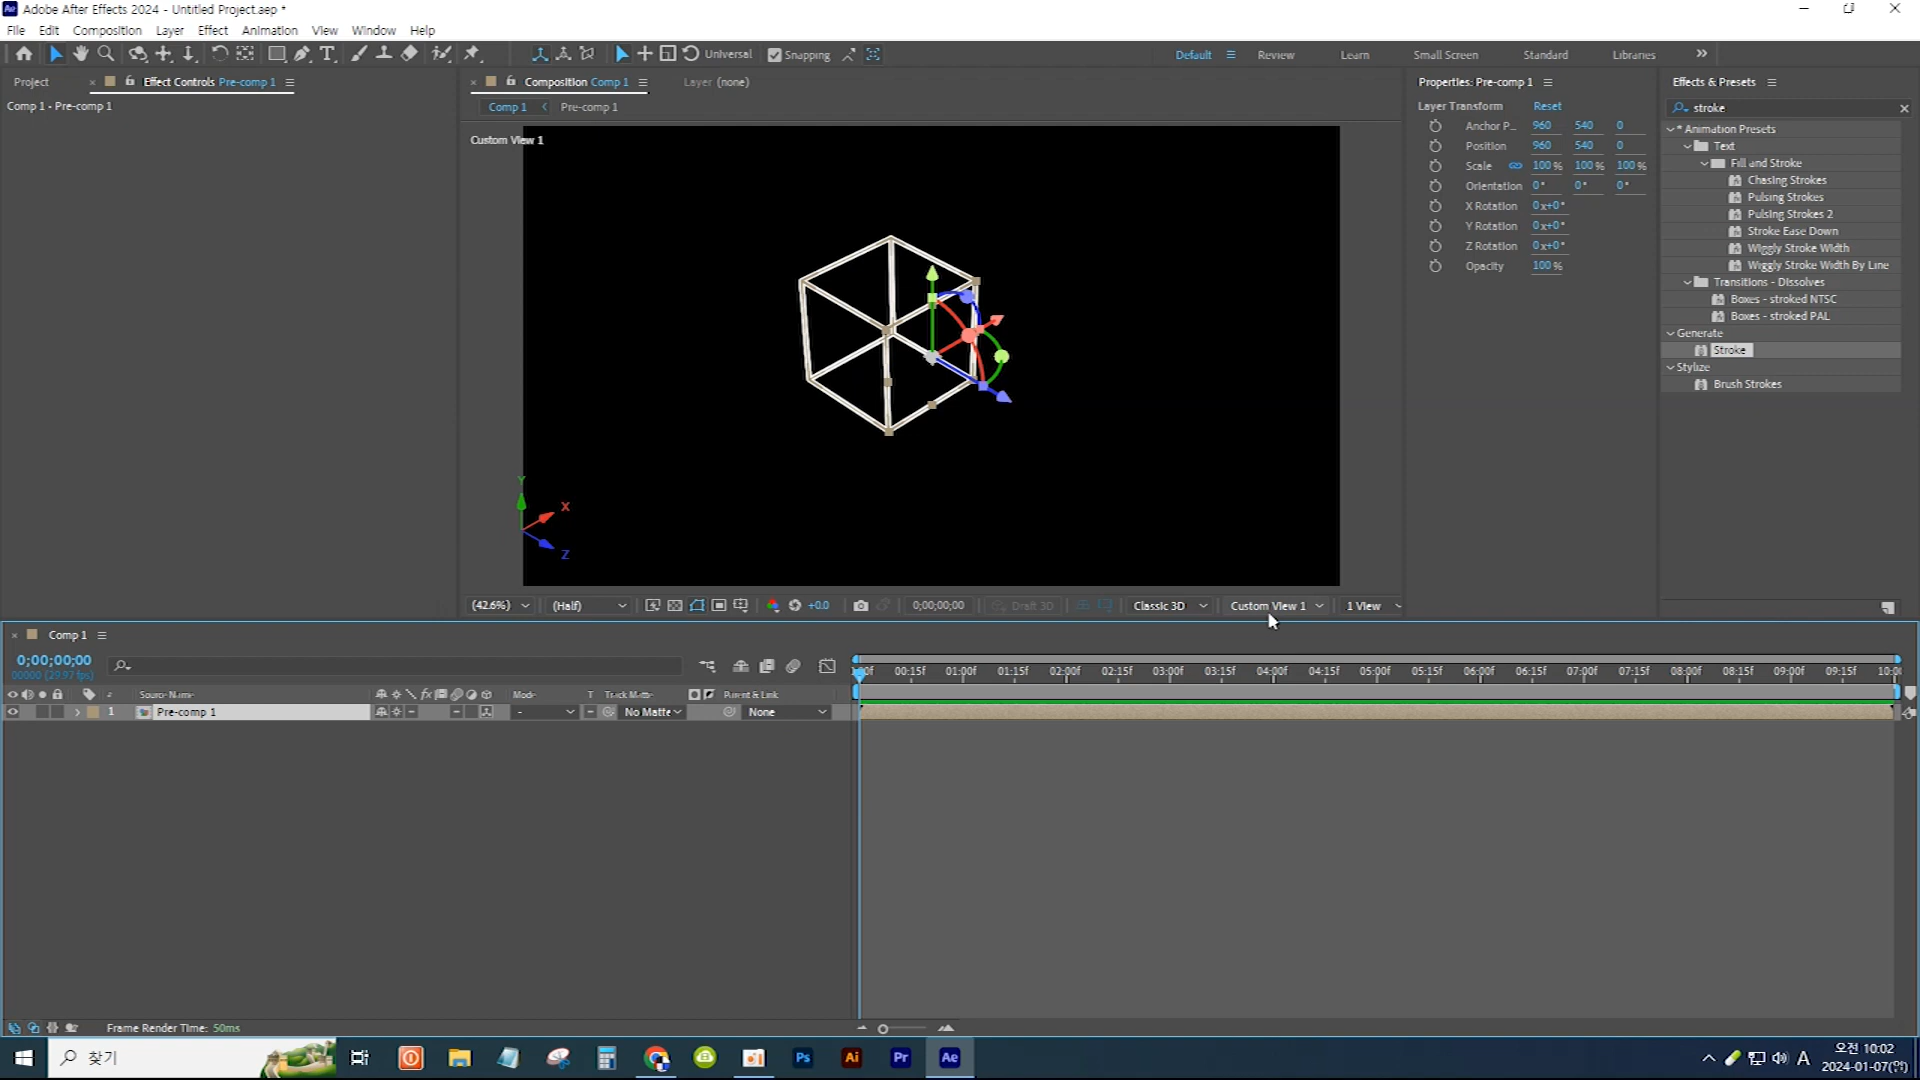 Adobe After Effects 2024 - Untitled Project.aep *
File Edit Composition Layer Effect Animation View Window Help
Universal Snapping Default Review Learn Small Screen Standard Libraries
Project Effect Controls Pre-comp 1 Composition Comp 1 Layer (none) Properties: Pre-comp 1 Effects & Presets
Comp 1 - Pre-comp 1
Comp 1 Pre-comp 1
Custom View 1
Layer Transform Reset
Anchor P... 960 540 0
Position 960 540 0
Scale 100 % 100 % 100 %
Orientation 0° 0° 0°
X Rotation 0x+0°
Y Rotation 0x+0°
Z Rotation 0x+0°
Opacity 100 %
stroke
* Animation Presets
Text
Fill and Stroke
Chasing Strokes
Pulsing Strokes
Pulsing Strokes 2
Stroke Ease Down
Wiggly Stroke Width
Wiggly Stroke Width By Line
Transitions - Dissolves
Boxes - stroked NTSC
Boxes - stroked PAL
Generate
Stroke
Stylize
Brush Strokes
Y
X
Z
(42.6%) (Half) +0.0 0;00;00;00 Draft 3D Classic 3D Custom View 1 1 View
Comp 1
0;00;00;00
00000 (29.97 fps)
00:15f 01:00f 01:15f 02:00f 02:15f 03:00f 03:15f 04:00f 04:15f 05:00f 05:15f 06:00f 06:15f 07:00f 07:15f 08:00f 08:15f 09:00f 09:15f
# Source Name fx Mode T Track Matte Parent & Link
1 Pre-comp 1 - No Matte None
Frame Render Time: 50ms
찾기
Ps Ai Pr Ae
A
오전 10:02
2024-01-07(일)